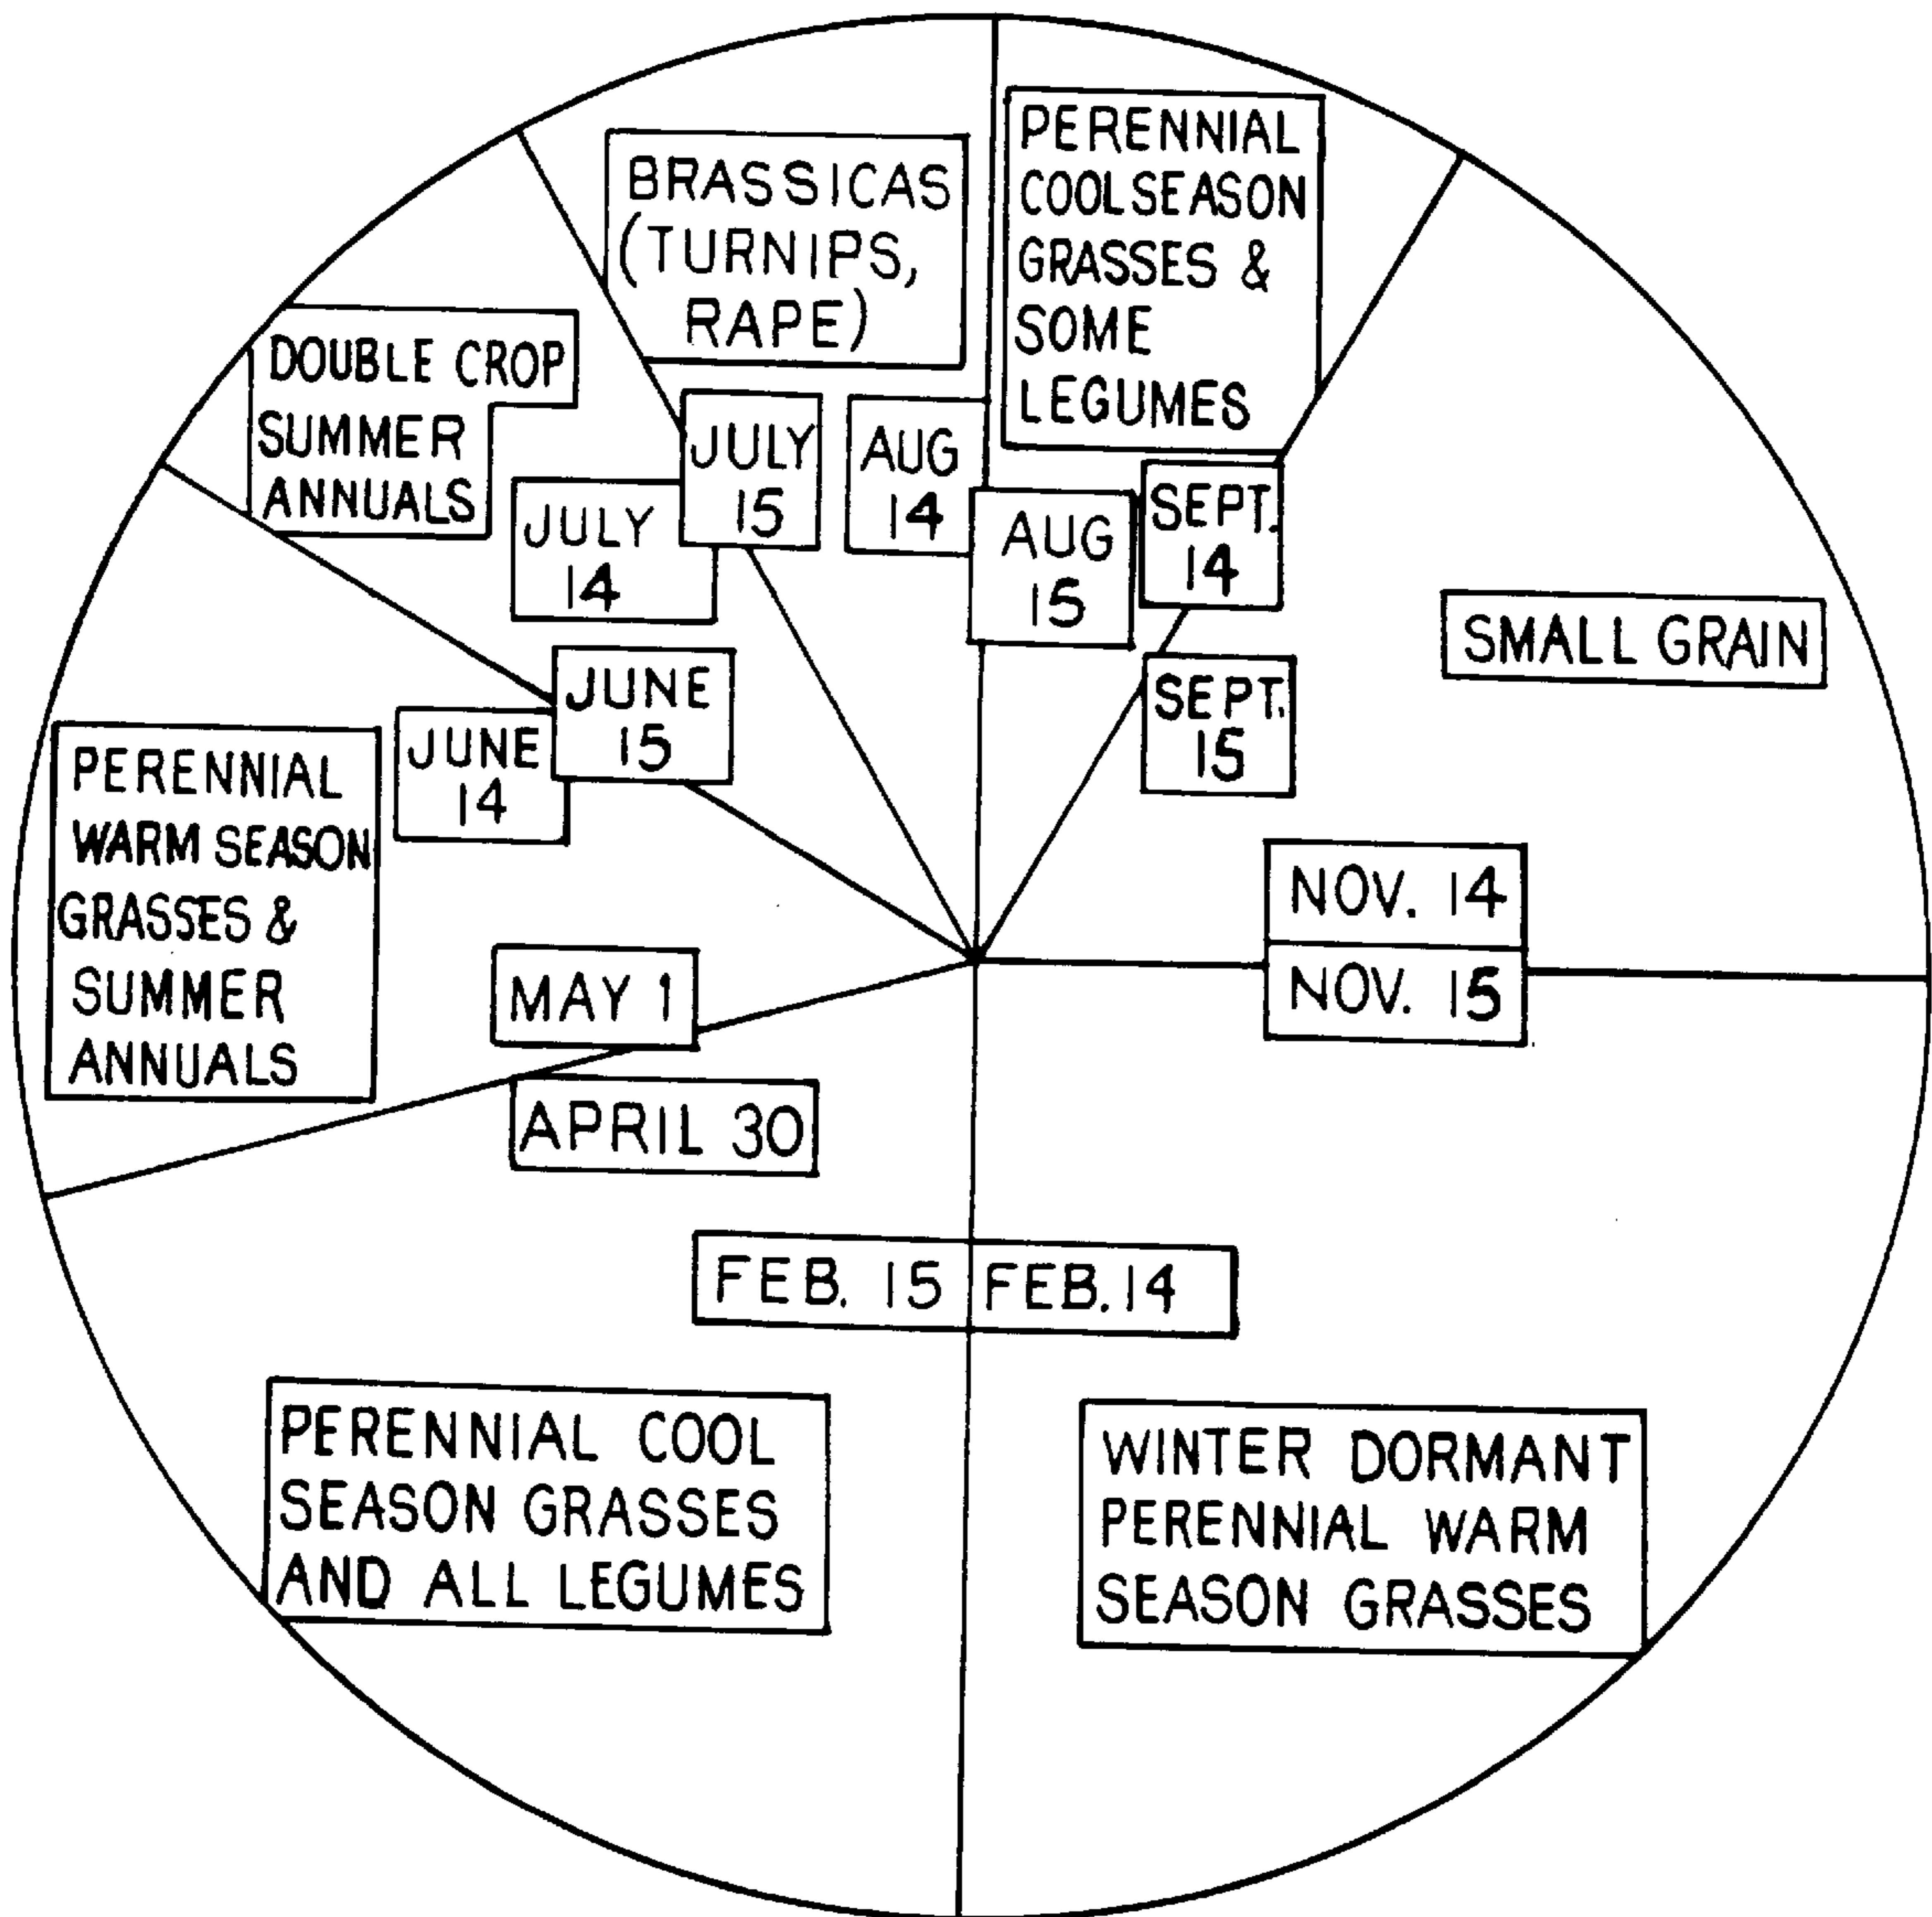 PERENNIAL
COOLSEASON
GRASSES &
SOME
LEGUMES
BRASSICAS
(TURNIPS,
RAPE)
DOUBLE CROP
SUMMER
ANNUALS
JULY
15
AUG
14
JULY
14
AUG
15
SEPT.
14
SMALL GRAIN
JUNE
15
SEPT.
15
JUNE
14
PERENNIAL
WARM SEASON
GRASSES &
SUMMER
ANNUALS
NOV. 14
NOV. 15
MAY 1
APRIL 30
FEB. 15
FEB. 14
PERENNIAL COOL
SEASON GRASSES
AND ALL LEGUMES
WINTER DORMANT
PERENNIAL WARM
SEASON GRASSES